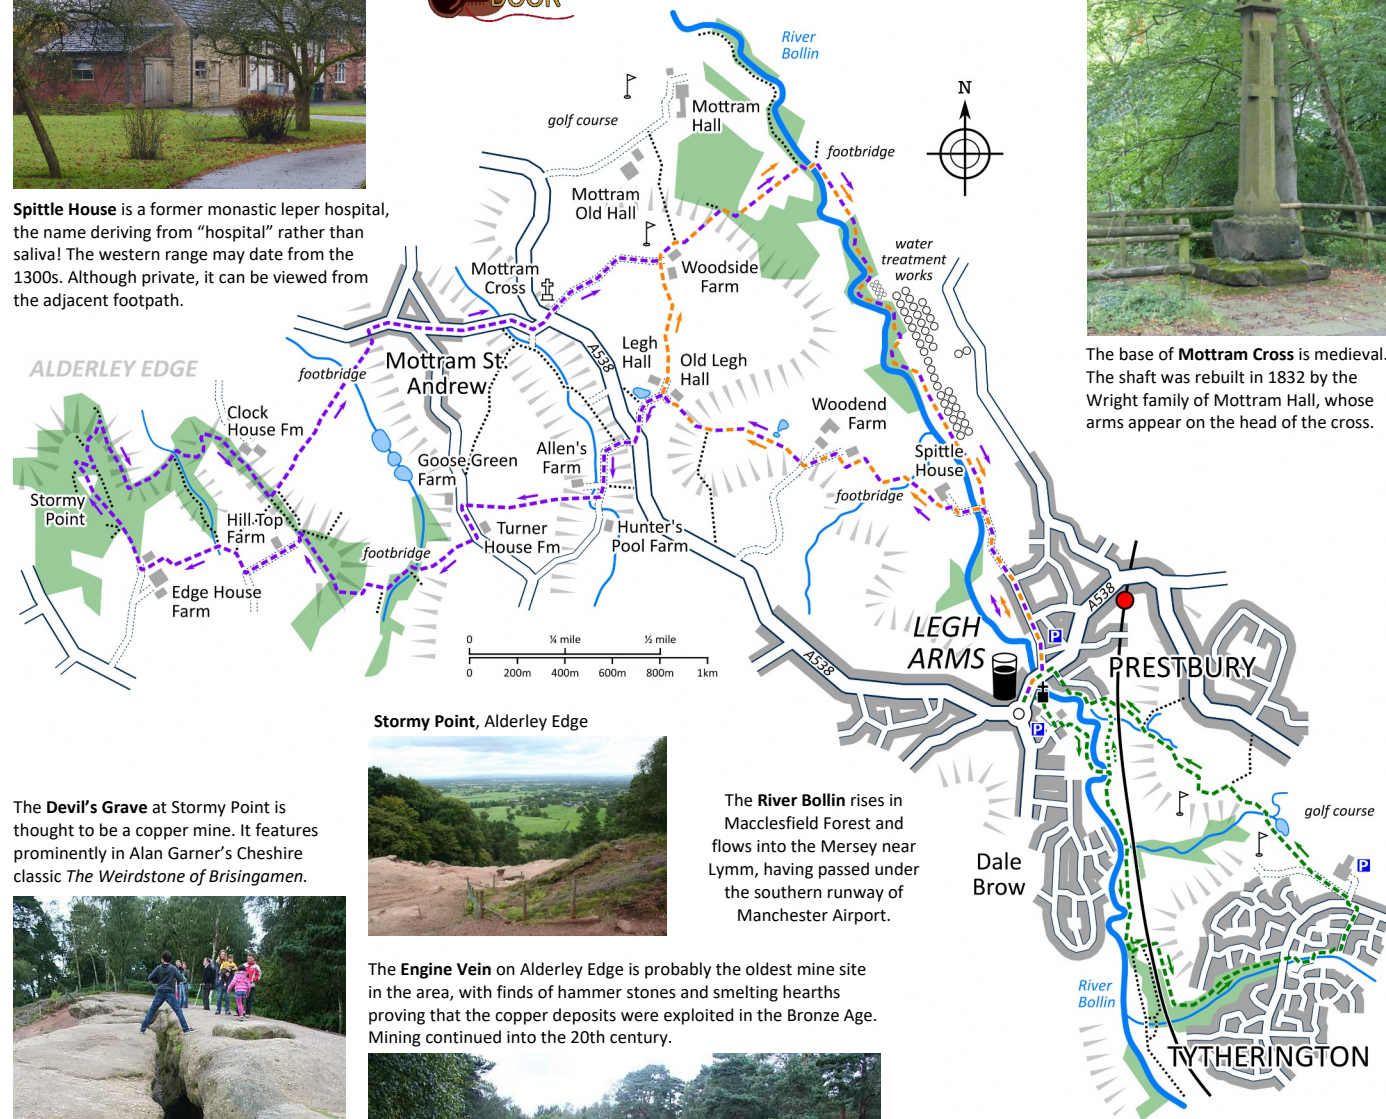 DOOR
River
Bollin
Mottram
Hall
golf course
N
footbridge
Mottram
Old Hall
Spittle House is a former monastic leper hospital,
the name deriving from “hospital” rather than
saliva! The western range may date from the
1300s. Although private, it can be viewed from
the adjacent footpath.
water
treatment
works
Mottram
Cross
Woodside
Farm
The base of Mottram Cross is medieval.
The shaft was rebuilt in 1832 by the
Wright family of Mottram Hall, whose
arms appear on the head of the cross.
ALDERLEY EDGE
footbridge
Mottram St.
Andrew
A538
Legh
Hall
Old Legh
Hall
Clock
House Fm
Woodend
Farm
Goose Green
Farm
Allen's
Farm
Spittle
House
footbridge
Stormy
Point
Hill Top
Farm
Turner
House Fm
Hunter's
Pool Farm
footbridge
Edge House
Farm
A538
LEGH
ARMS
P
PRESTBURY
0 ¼ mile ½ mile
0 200m 400m 600m 800m 1km
A538
P
Stormy Point, Alderley Edge
The Devil’s Grave at Stormy Point is
thought to be a copper mine. It features
prominently in Alan Garner’s Cheshire
classic The Weirdstone of Brisingamen.
The River Bollin rises in
Macclesfield Forest and
flows into the Mersey near
Lymm, having passed under
the southern runway of
Manchester Airport.
golf course
Dale
Brow
P
The Engine Vein on Alderley Edge is probably the oldest mine site
in the area, with finds of hammer stones and smelting hearths
proving that the copper deposits were exploited in the Bronze Age.
Mining continued into the 20th century.
River
Bollin
TYTHERINGTON